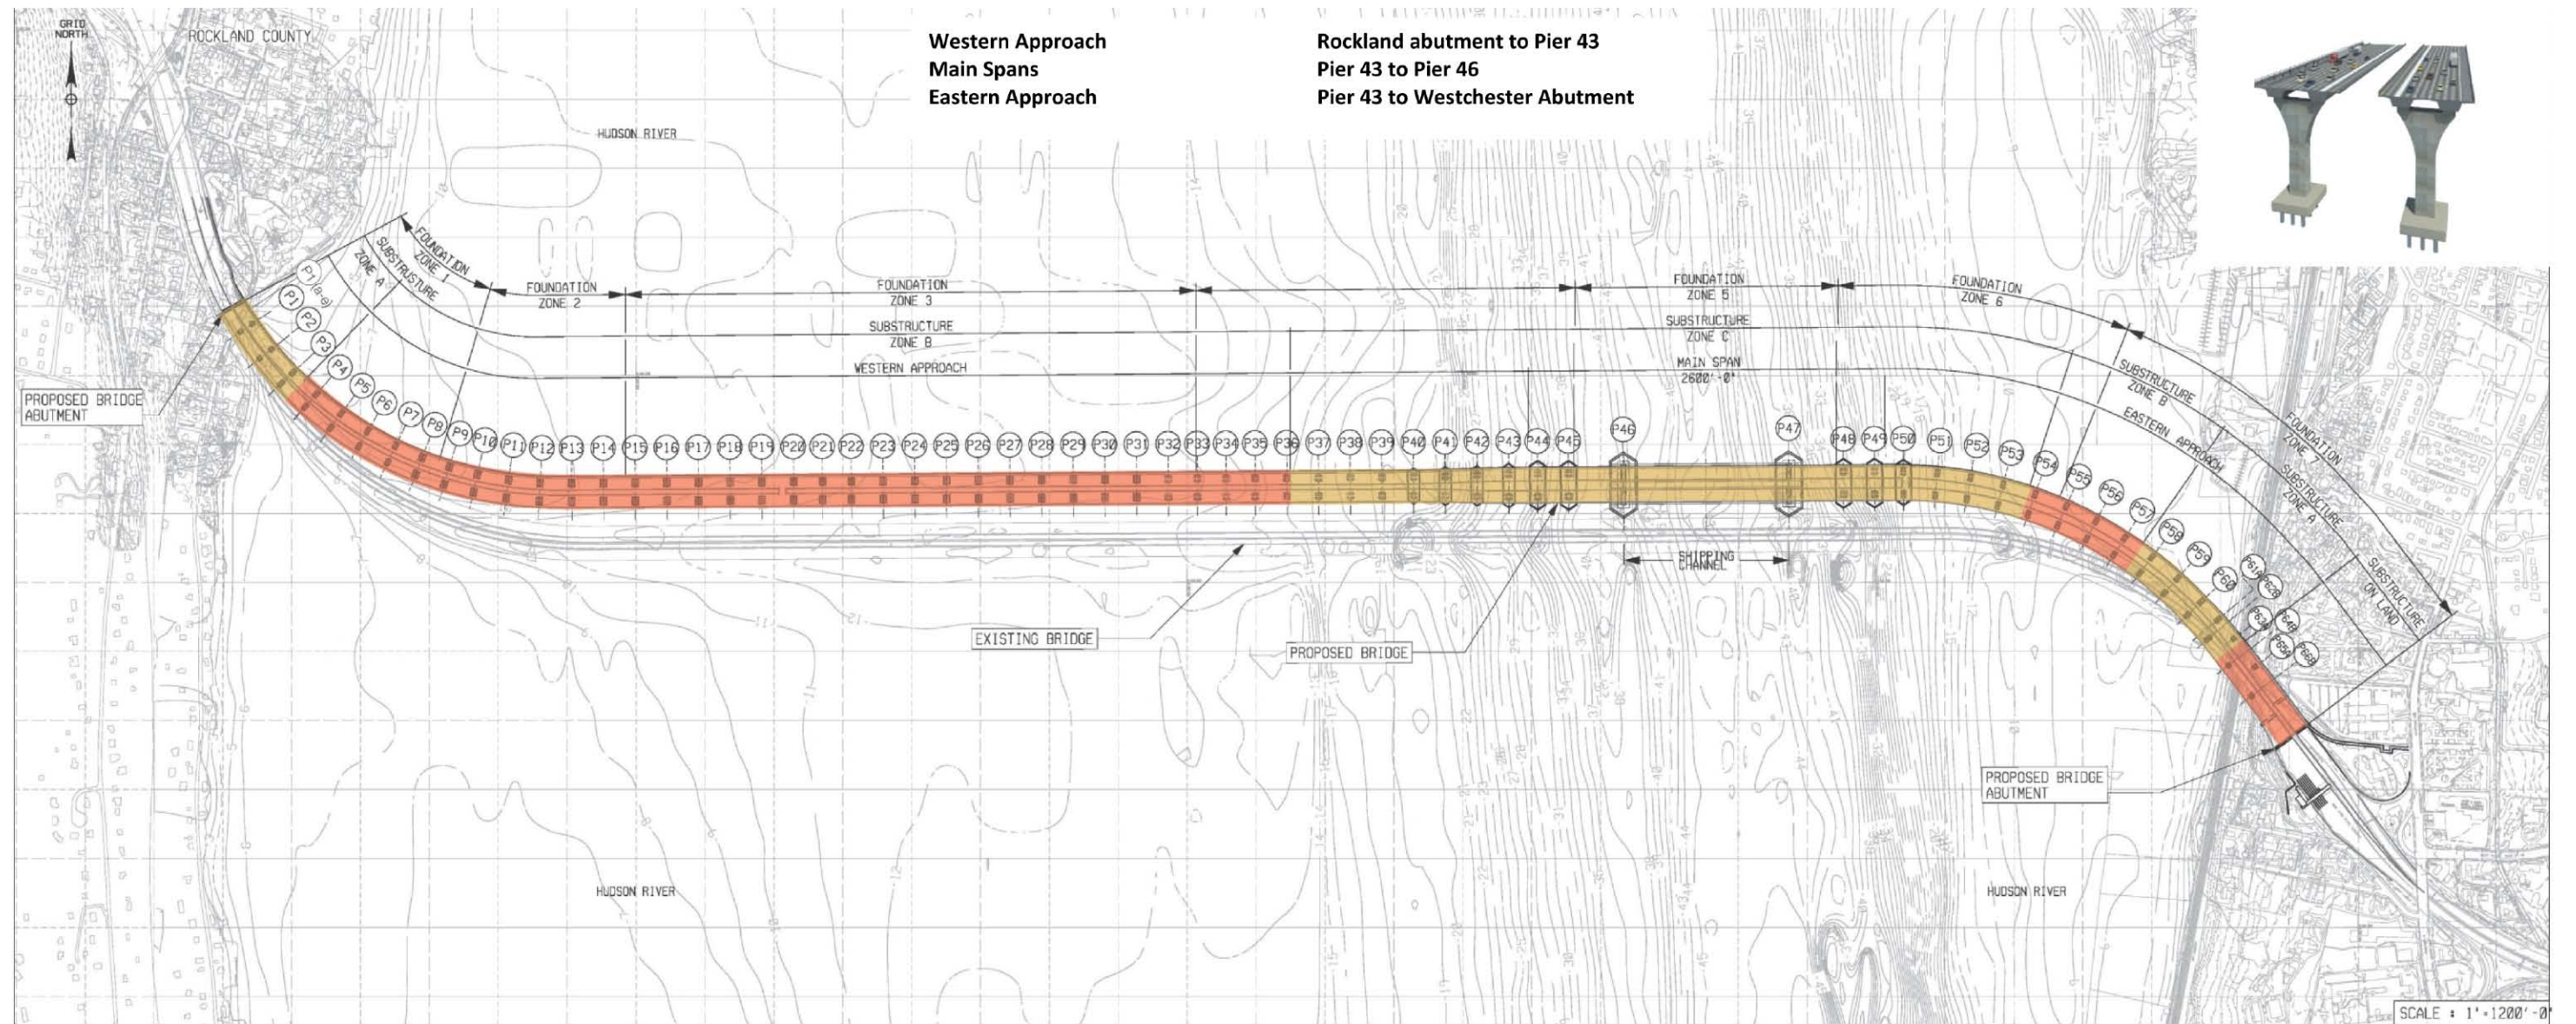 GRID
NORTH
ROCKLAND COUNTY
Western Approach
Rockland abutment to Pier 43
Main Spans
Pier 43 to Pier 46
Eastern Approach
Pier 43 to Westchester Abutment
HUDSON RIVER
FOUNDATION
ZONE 1
SUBSTRUSTURE
ZONE A
FOUNDATION
ZONE 2
FOUNDATION
ZONE 3
FOUNDATION
ZONE 5
FOUNDATION
ZONE 6
SUBSTRUCTURE
ZONE B
SUBSTRUCTURE
ZONE C
WESTERN APPROACH
MAIN SPAN
2600'-0"
SUBSTRUCTURE
ZONE B
EASTERN APPROACH
FOUNDATION
ZONE 7
SUBSTRUCTURE
ZONE A
SUBSTRUCTURE
ON LAND
PROPOSED BRIDGE
ABUTMENT
P1 P2 P3 P4 P5 P6 P7 P8 P9 P10 P11 P12 P13 P14 P15 P16 P17 P18 P19 P20 P21 P22 P23 P24 P25 P26 P27 P28 P29 P30 P31 P32 P33 P34 P35 P36 P37 P38 P39 P40 P41 P42 P43 P44 P45 P46 P47 P48 P49 P50 P51 P52 P53 P54 P55 P56 P57 P58 P59 P60
SHIPPING
CHANNEL
EXISTING BRIDGE
PROPOSED BRIDGE
PROPOSED BRIDGE
ABUTMENT
HUDSON RIVER
HUDSON RIVER
SCALE : 1"=1200'-0"